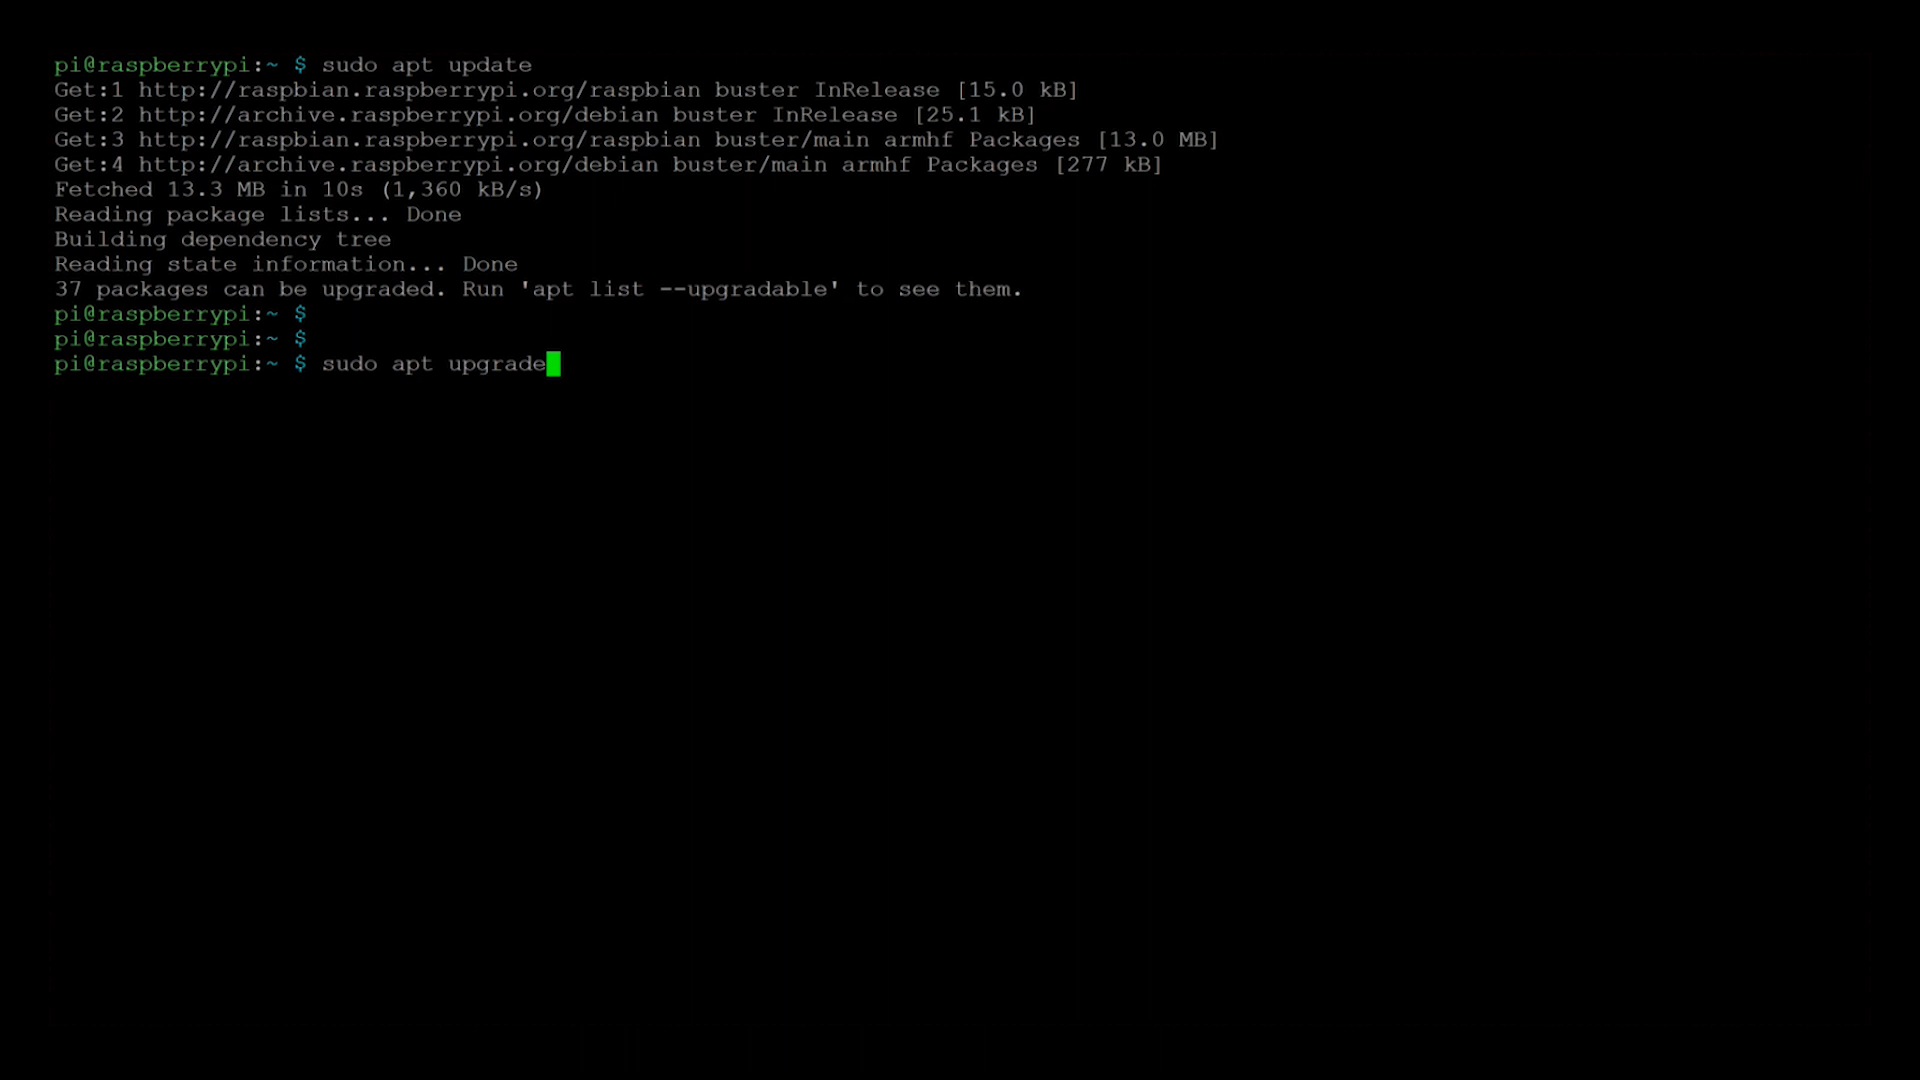 pi@raspberrypi:~ $ sudo apt update
Get:1 http://raspbian.raspberrypi.org/raspbian buster InRelease [15.0 kB]
Get:2 http://archive.raspberrypi.org/debian buster InRelease [25.1 kB]
Get:3 http://raspbian.raspberrypi.org/raspbian buster/main armhf Packages [13.0 MB]
Get:4 http://archive.raspberrypi.org/debian buster/main armhf Packages [277 kB]
Fetched 13.3 MB in 10s (1,360 kB/s)
Reading package lists... Done
Building dependency tree
Reading state information... Done
37 packages can be upgraded. Run 'apt list --upgradable' to see them.
pi@raspberrypi:~ $
pi@raspberrypi:~ $
pi@raspberrypi:~ $ sudo apt upgrade